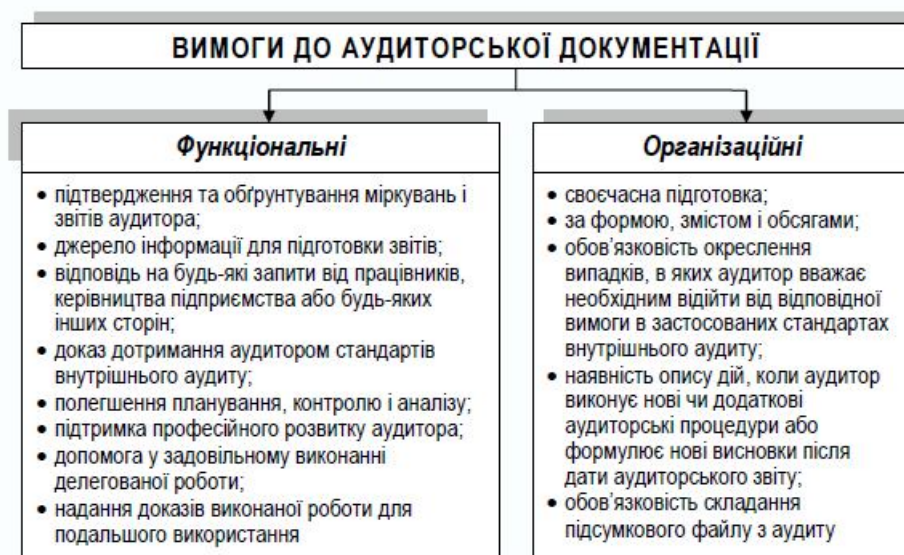 ВИМОГИ ДО АУДИТОРСЬКОЇ ДОКУМЕНТАЦІЇ
Функціональні
• підтвердження та обґрунтування міркувань і
звітів аудитора;
• джерело інформації для підготовки звітів;
• відповідь на будь-які запити від працівників,
керівництва підприємства або будь-яких
інших сторін;
• доказ дотримання аудитором стандартів
внутрішнього аудиту;
• полегшення планування, контролю і аналізу;
• підтримка професійного розвитку аудитора;
• допомога у задовільному виконанні
делегованої роботи;
• надання доказів виконаної роботи для
подальшого використання
Організаційні
• своєчасна підготовка;
• за формою, змістом і обсягами;
• обов’язковість окреслення
випадків, в яких аудитор вважає
необхідним відійти від відповідної
вимоги в застосованих стандартах
внутрішнього аудиту;
• наявність опису дій, коли аудитор
виконує нові чи додаткові
аудиторські процедури або
формулює нові висновки після
дати аудиторського звіту;
• обов’язковість складання
підсумкового файлу з аудиту